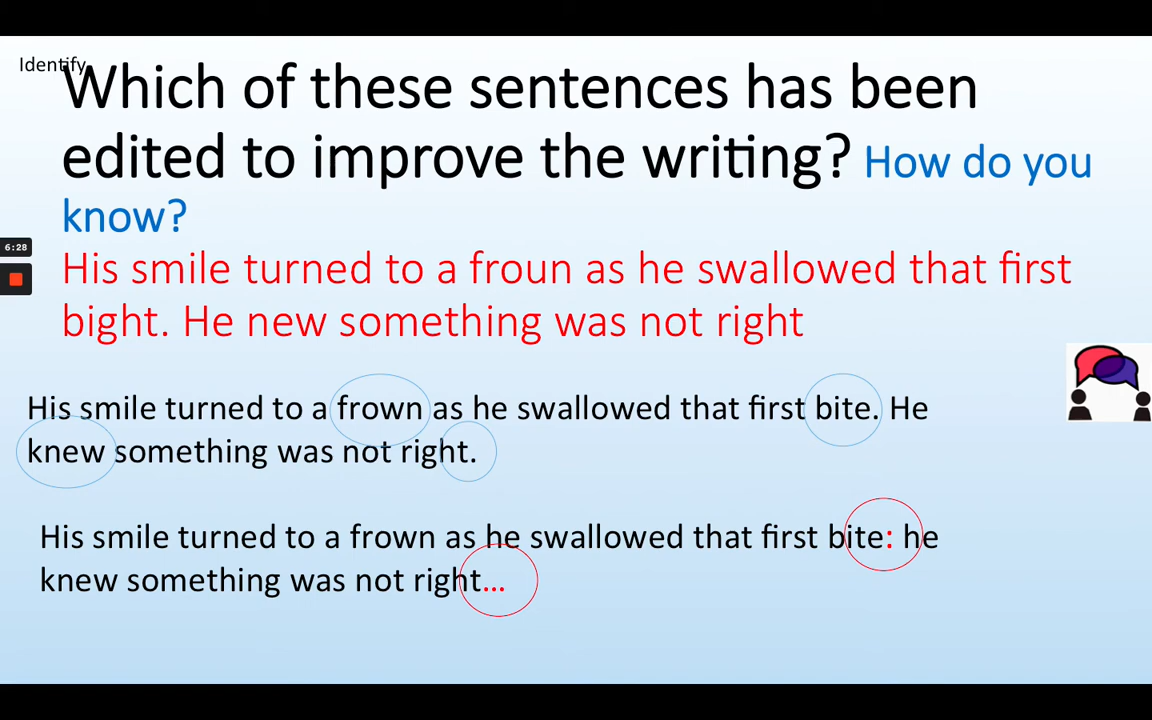 Identify
Which of these sentences has been
edited to improve the writing? How do you
know?
6:28
His smile turned to a froun as he swallowed that first
bight. He new something was not right
His smile turned to a frown as he swallowed that first bite. He
knew something was not right.
His smile turned to a frown as he swallowed that first bite: he
knew something was not right...